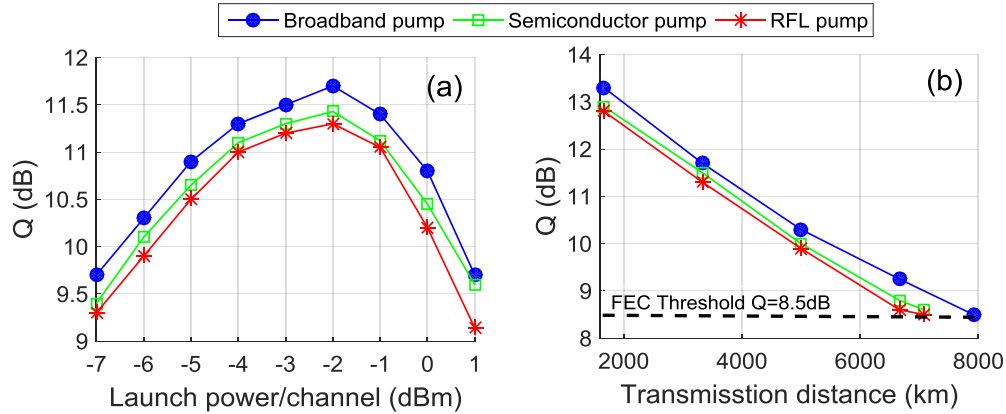 Broadband pump Semiconductor pump RFL pump
(a)
12
11.5
11
10.5
10
9.5
9
Q (dB)
-7 -6 -5 -4 -3 -2 -1 0 1
Launch power/channel (dBm)
(b)
14
13
12
11
10
9
8
Q (dB)
FEC Threshold Q=8.5dB
2000 4000 6000 8000
Transmisstion distance (km)